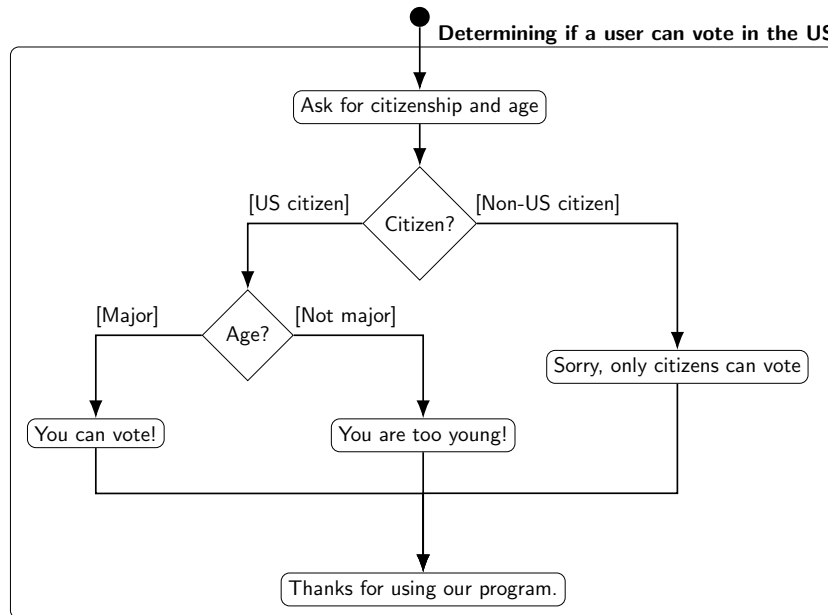 Determining if a user can vote in the US
Ask for citizenship and age
[US citizen]
[Non-US citizen]
Citizen?
[Major]
[Not major]
Age?
Sorry, only citizens can vote
You can vote!
You are too young!
Thanks for using our program.